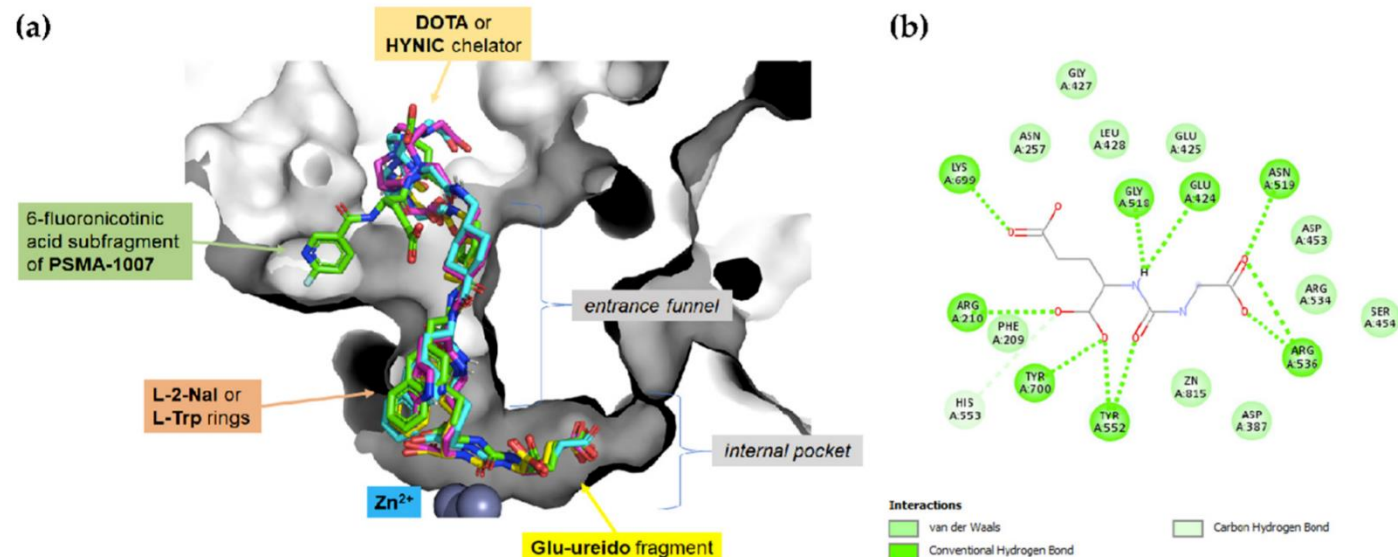 (a)
DOTA or
HYNIC chelator
6-fluoronicotinic
acid subfragment
of PSMA-1007
entrance funnel
L-2-Nal or
L-Trp rings
internal pocket
Zn²⁺
Glu-ureido fragment
(b)
GLY
A:427
ASN
A:257
LEU
A:428
GLU
A:425
LYS
A:699
GLY
A:518
GLU
A:424
ASN
A:519
ASP
A:453
ARG
A:534
SER
A:454
ARG
A:210
PHE
A:209
ARG
A:536
TYR
A:700
ZN
A:815
HIS
A:553
TYR
A:552
ASP
A:387
O
O
H
N
O
O
O
O
O
N
Interactions
van der Waals
Conventional Hydrogen Bond
Carbon Hydrogen Bond